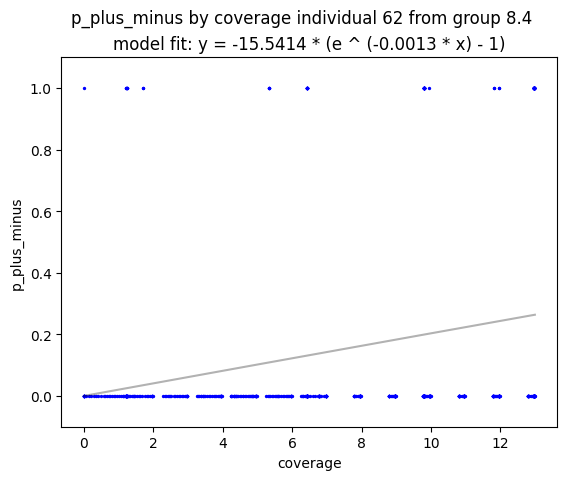 p_plus_minus by coverage individual 62 from group 8.4
model fit: y = -15.5414 * (e ^ (-0.0013 * x) - 1)
1.0
0.8
0.6
0.4
0.2
0.0
p_plus_minus
0 2 4 6 8 10 12
coverage